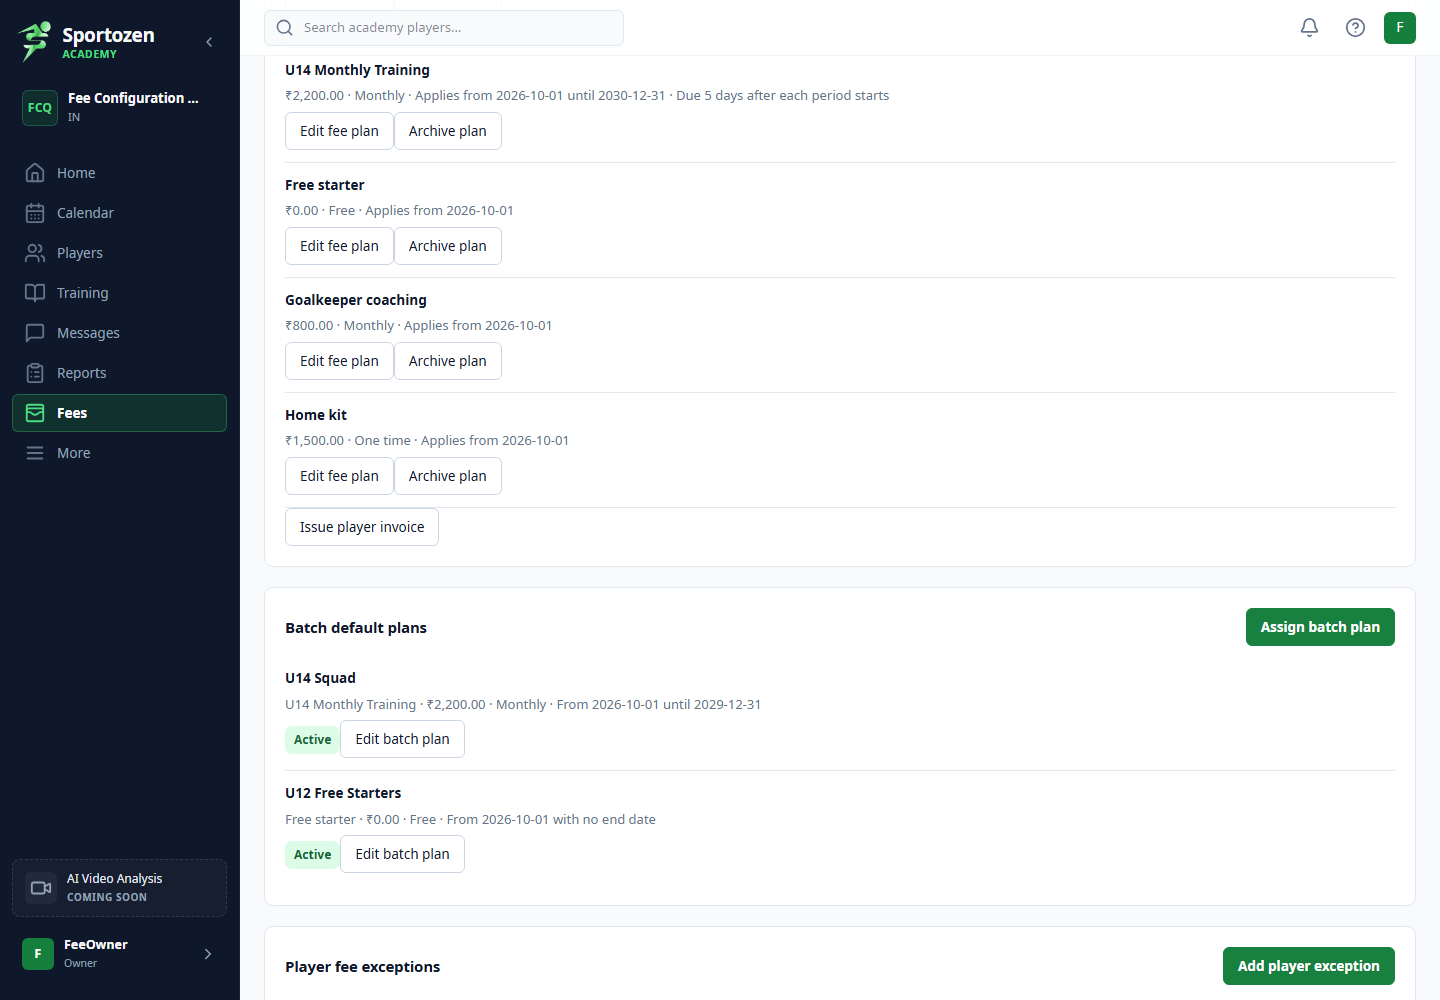 Sportozen
ACADEMY
FCQ
Fee Configuration ...
IN
Home
Calendar
Players
Training
Messages
Reports
Fees
More
AI Video Analysis
COMING SOON
F
FeeOwner
Owner
Search academy players...
F
U14 Monthly Training
₹2,200.00 · Monthly · Applies from 2026-10-01 until 2030-12-31 · Due 5 days after each period starts
Edit fee plan
Archive plan
Free starter
₹0.00 · Free · Applies from 2026-10-01
Edit fee plan
Archive plan
Goalkeeper coaching
₹800.00 · Monthly · Applies from 2026-10-01
Edit fee plan
Archive plan
Home kit
₹1,500.00 · One time · Applies from 2026-10-01
Edit fee plan
Archive plan
Issue player invoice
Batch default plans
Assign batch plan
U14 Squad
U14 Monthly Training · ₹2,200.00 · Monthly · From 2026-10-01 until 2029-12-31
Active
Edit batch plan
U12 Free Starters
Free starter · ₹0.00 · Free · From 2026-10-01 with no end date
Active
Edit batch plan
Player fee exceptions
Add player exception